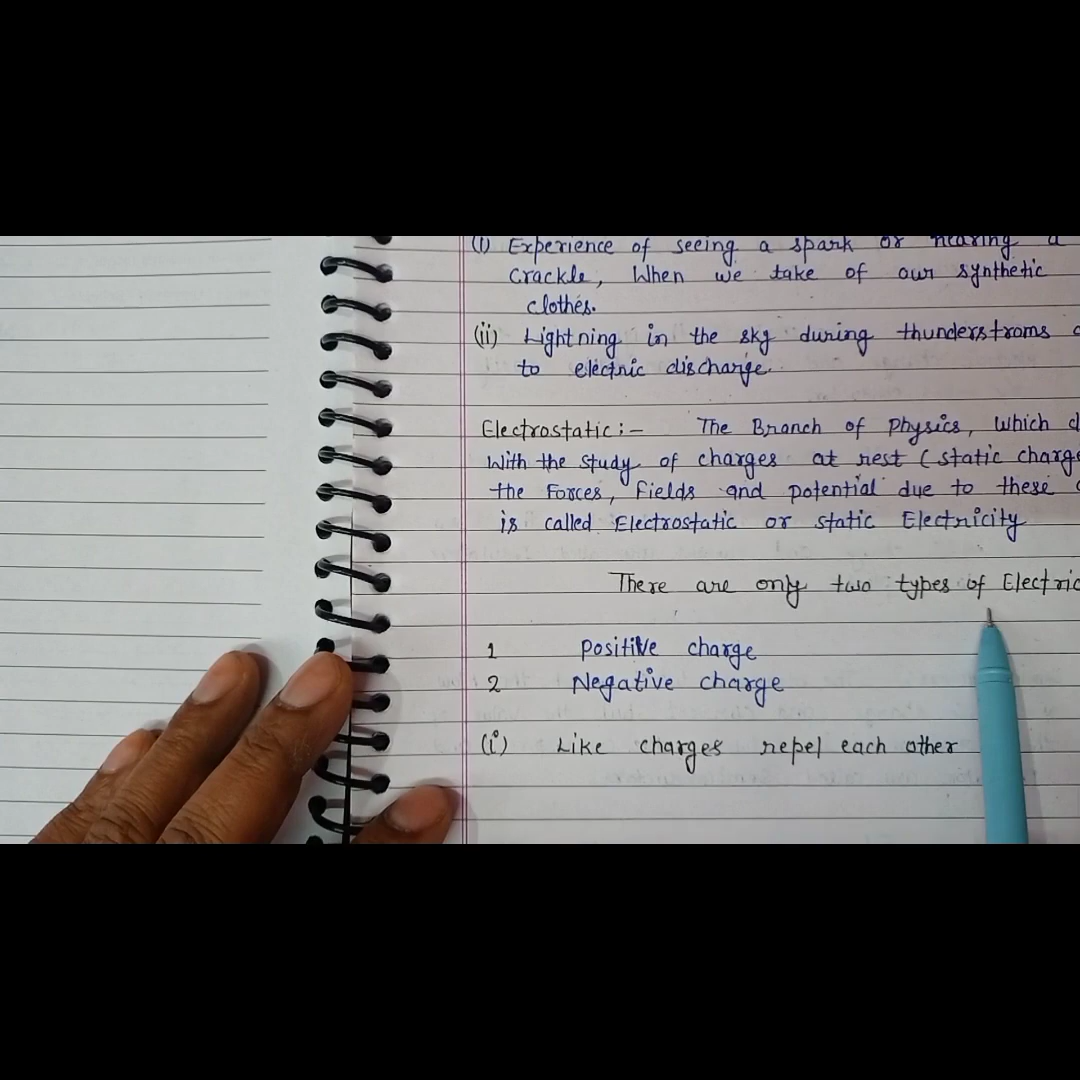 (i) Experience of seeing a spark or hearing a
crackle, When we take of our synthetic
clothes.
(ii) Lightning in the sky during thunderstroms
to electric discharge.
Electrostatic:- The Branch of Physics, which
With the study of charges at rest (static charge
the Forces, Fields and potential due to these
is called Electrostatic or static Electricity
There are only two types of Electric
1 Positive charge
2 Negative charge
(i) Like charges repel each other